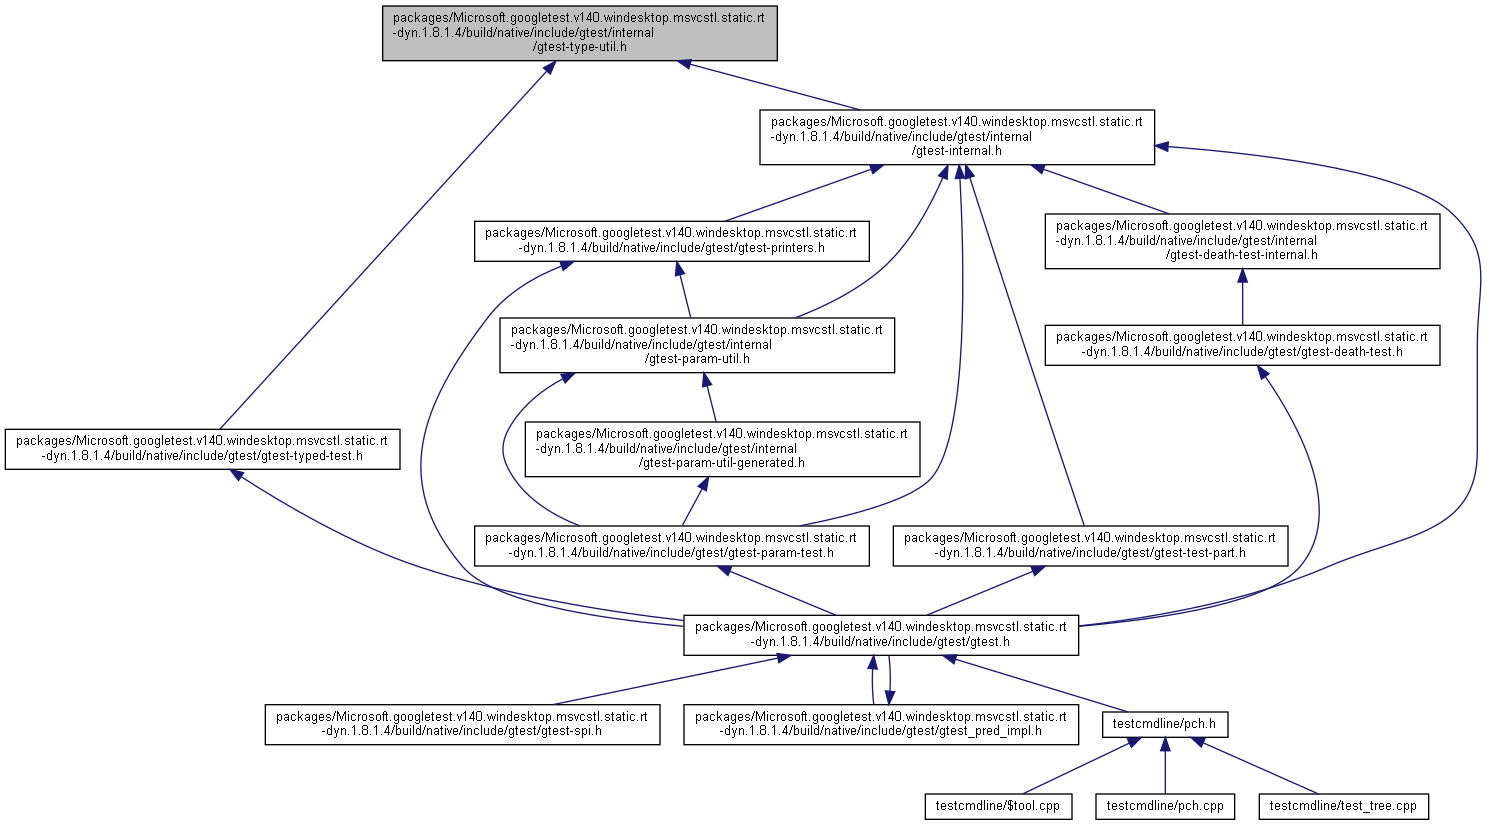 packages/Microsoft.googletest.v140.windesktop.msvcstl.static.rt
-dyn.1.8.1.4/build/native/include/gtest/internal
/gtest-type-util.h
packages/Microsoft.googletest.v140.windesktop.msvcstl.static.rt
-dyn.1.8.1.4/build/native/include/gtest/internal
/gtest-internal.h
packages/Microsoft.googletest.v140.windesktop.msvcstl.static.rt
-dyn.1.8.1.4/build/native/include/gtest/gtest-printers.h
packages/Microsoft.googletest.v140.windesktop.msvcstl.static.rt
-dyn.1.8.1.4/build/native/include/gtest/internal
/gtest-death-test-internal.h
packages/Microsoft.googletest.v140.windesktop.msvcstl.static.rt
-dyn.1.8.1.4/build/native/include/gtest/internal
/gtest-param-util.h
packages/Microsoft.googletest.v140.windesktop.msvcstl.static.rt
-dyn.1.8.1.4/build/native/include/gtest/gtest-death-test.h
packages/Microsoft.googletest.v140.windesktop.msvcstl.static.rt
-dyn.1.8.1.4/build/native/include/gtest/gtest-typed-test.h
packages/Microsoft.googletest.v140.windesktop.msvcstl.static.rt
-dyn.1.8.1.4/build/native/include/gtest/internal
/gtest-param-util-generated.h
packages/Microsoft.googletest.v140.windesktop.msvcstl.static.rt
-dyn.1.8.1.4/build/native/include/gtest/gtest-param-test.h
packages/Microsoft.googletest.v140.windesktop.msvcstl.static.rt
-dyn.1.8.1.4/build/native/include/gtest/gtest-test-part.h
packages/Microsoft.googletest.v140.windesktop.msvcstl.static.rt
-dyn.1.8.1.4/build/native/include/gtest/gtest.h
packages/Microsoft.googletest.v140.windesktop.msvcstl.static.rt
-dyn.1.8.1.4/build/native/include/gtest/gtest-spi.h
packages/Microsoft.googletest.v140.windesktop.msvcstl.static.rt
-dyn.1.8.1.4/build/native/include/gtest/gtest_pred_impl.h
testcmdline/pch.h
testcmdline/$tool.cpp
testcmdline/pch.cpp
testcmdline/test_tree.cpp